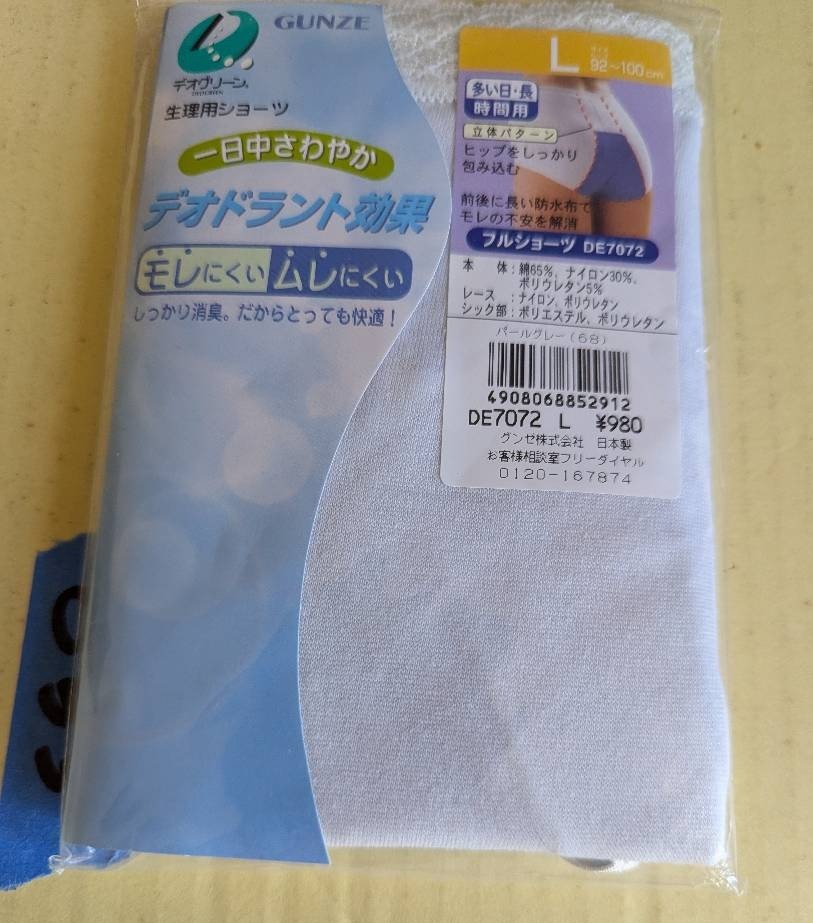 GUNZE
デオグリーン
DEOGREEN
生理用ショーツ
一日中さわやか
デオドラント効果
モレにくい ムレにくい
しっかり消臭。だからとっても快適！
L サイズ
ヒップ 92～100cm
多い日・長時間用
立体パターン
ヒップをしっかり
包み込む
前後に長い防水布で
モレの不安を解消
フルショーツ DE7072
本 体：綿65%、ナイロン30%、
ポリウレタン5%
レース：ナイロン、ポリウレタン
シック部：ポリエステル、ポリウレタン
パールグレー(68)
4908068852912
DE7072 L ¥980
グンゼ株式会社 日本製
お客様相談室フリーダイヤル
0120-167874